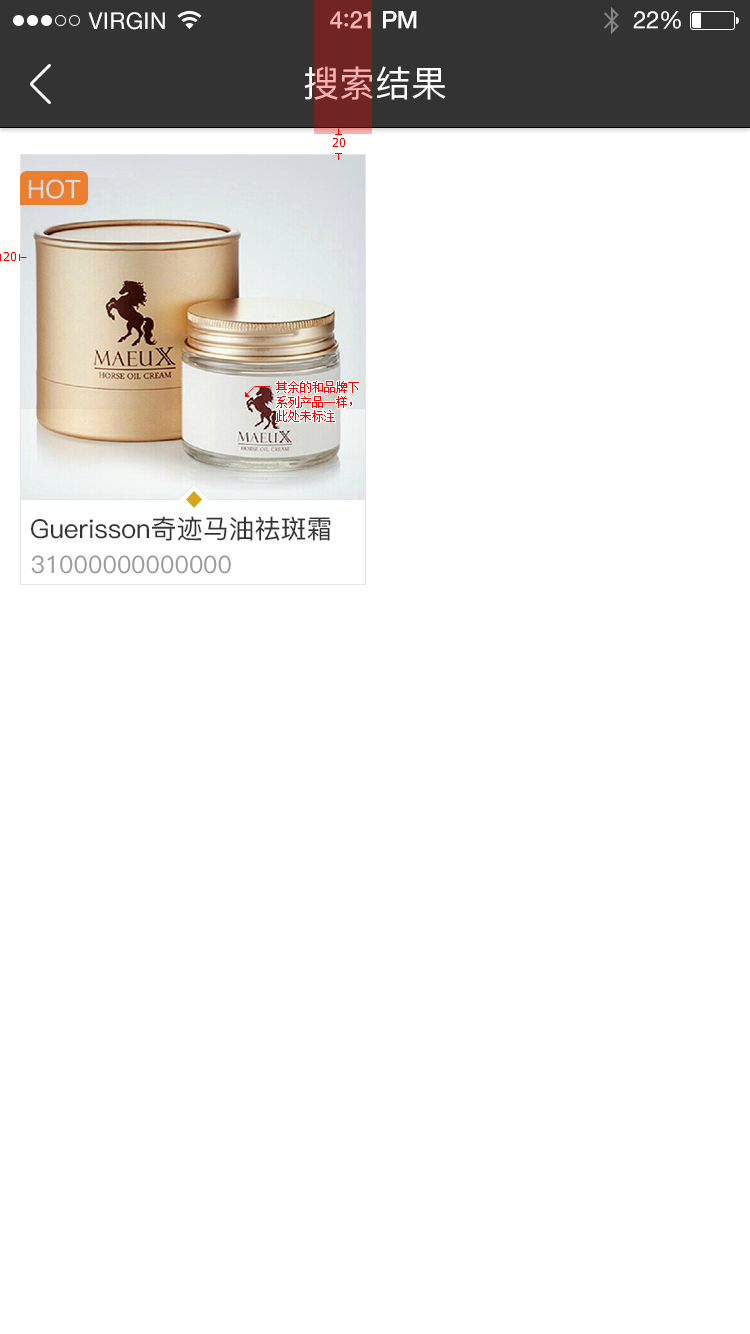 VIRGIN
4:21 PM
22%
搜索结果
20
HOT
20
MAEUX
HORSE OIL CREAM
其余的和品牌下
系列产品一样，
此处未标注
MAEUX
HORSE OIL CREAM
Guerisson奇迹马油祛斑霜
31000000000000